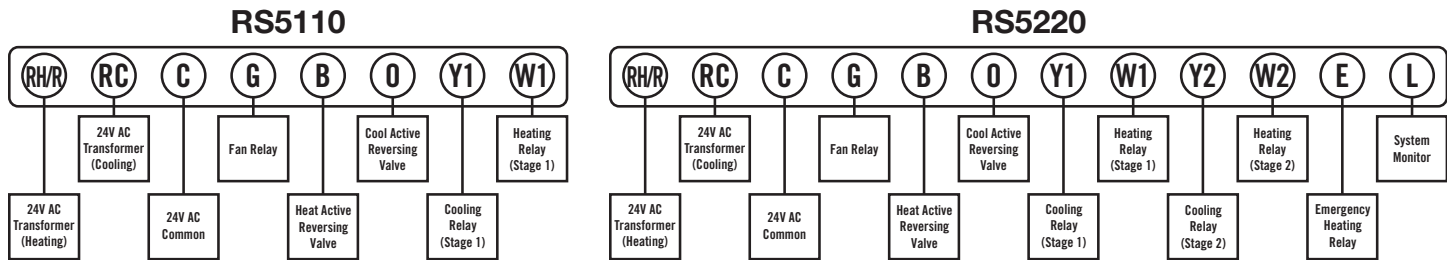 RS5110
RH/R RC C G B O Y1 W1
24V AC
Transformer
(Heating)
24V AC
Transformer
(Cooling)
24V AC
Common
Fan Relay
Heat Active
Reversing
Valve
Cool Active
Reversing
Valve
Cooling
Relay
(Stage 1)
Heating
Relay
(Stage 1)
RS5220
RH/R RC C G B O Y1 W1 Y2 W2 E L
24V AC
Transformer
(Heating)
24V AC
Transformer
(Cooling)
24V AC
Common
Fan Relay
Heat Active
Reversing
Valve
Cool Active
Reversing
Valve
Cooling
Relay
(Stage 1)
Heating
Relay
(Stage 1)
Cooling
Relay
(Stage 2)
Heating
Relay
(Stage 2)
Emergency
Heating
Relay
System
Monitor